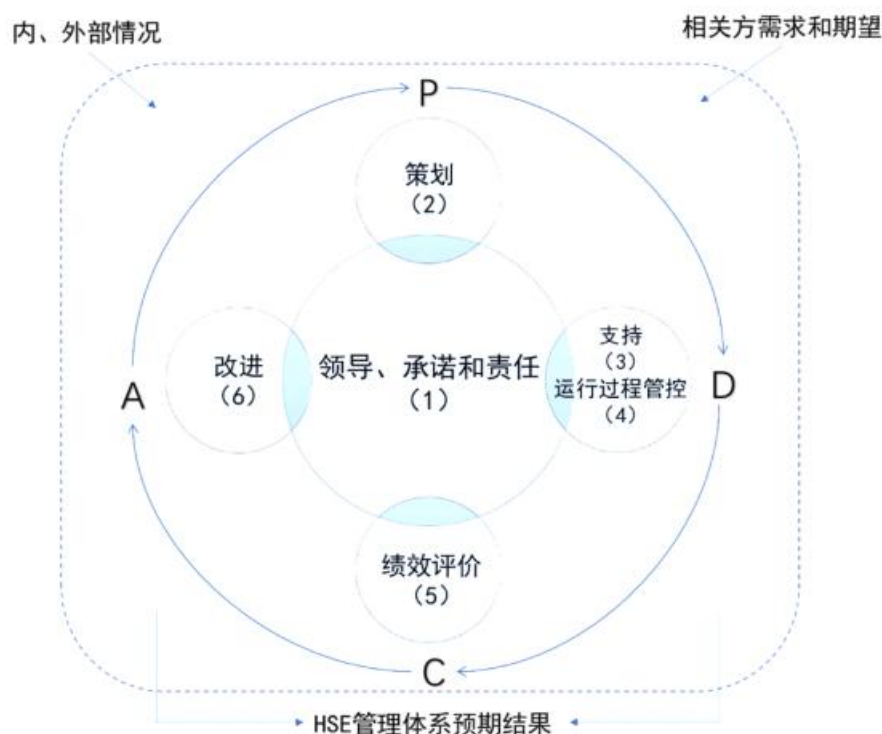 内、外部情况
相关方需求和期望
P
策划
（2）
领导、承诺和责任
（1）
支持
（3）
运行过程管控
（4）
D
改进
（6）
A
绩效评价
（5）
C
HSE管理体系预期结果